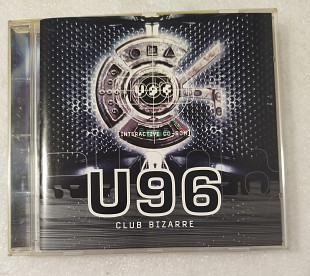 U96
INTERACTIVE CD-ROM
U96
CLUB BIZARRE